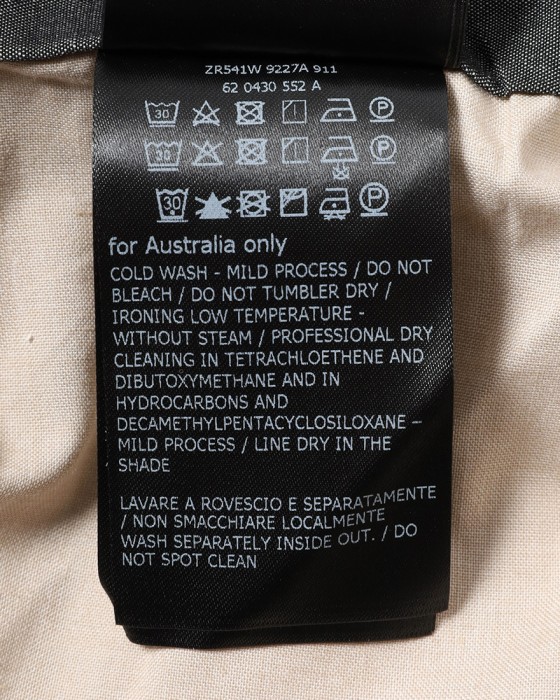 ZR541W 9227A 911
62 0430 552 A
30 P
30 P
30 P
for Australia only
COLD WASH - MILD PROCESS / DO NOT
BLEACH / DO NOT TUMBLER DRY /
IRONING LOW TEMPERATURE -
WITHOUT STEAM / PROFESSIONAL DRY
CLEANING IN TETRACHLOETHENE AND
DIBUTOXYMETHANE AND IN
HYDROCARBONS AND
DECAMETHYLPENTACYCLOSILOXANE -
MILD PROCESS / LINE DRY IN THE
SHADE
LAVARE A ROVESCIO E SEPARATAMENTE
/ NON SMACCHIARE LOCALMENTE
WASH SEPARATELY INSIDE OUT. / DO
NOT SPOT CLEAN